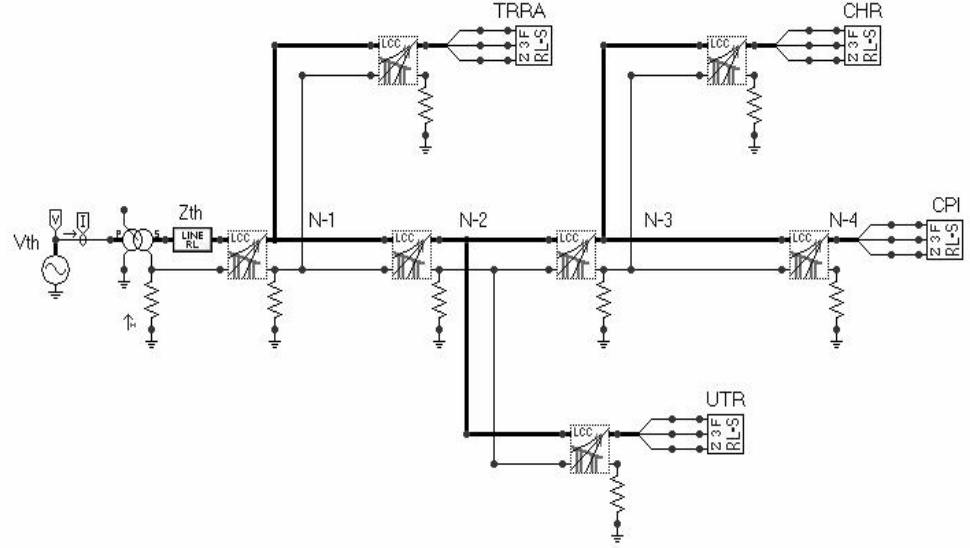 TRRA
CHR
LCC
Z 3 F
RL-S
LCC
Z 3 F
RL-S
V
I
Vth
P
S
Zth
LINE
RL
LCC
N-1
LCC
N-2
LCC
N-3
LCC
N-4
CPI
Z 3 F
RL-S
UTR
LCC
Z 3 F
RL-S